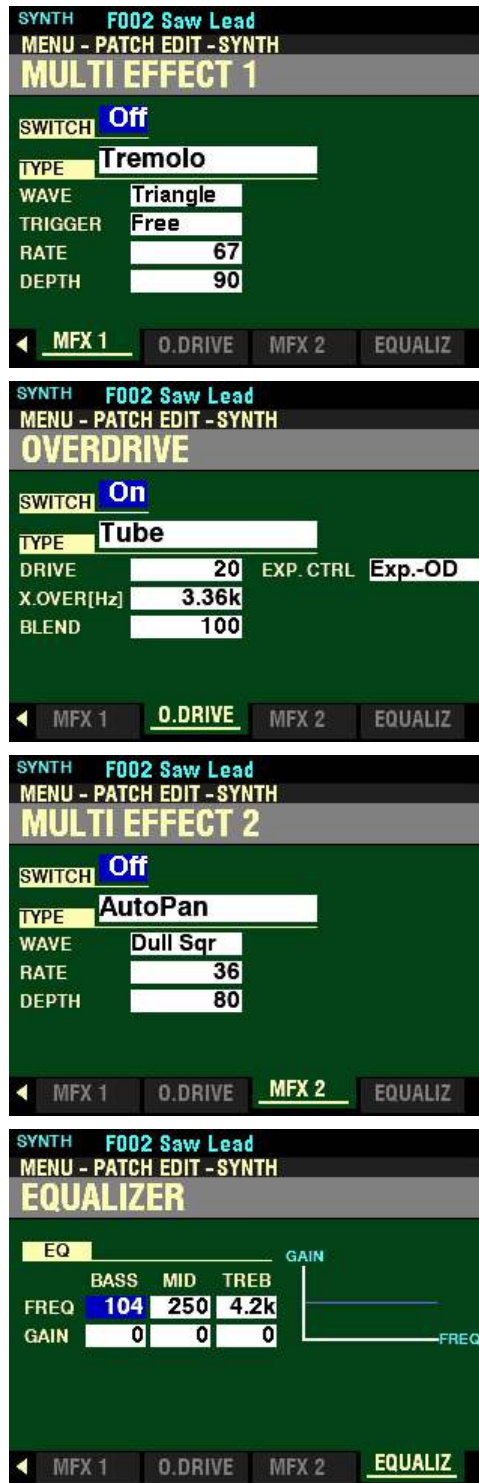 SYNTH F002 Saw Lead
MENU - PATCH EDIT - SYNTH
MULTI EFFECT 1
SWITCH Off
TYPE Tremolo
WAVE Triangle
TRIGGER Free
RATE 67
DEPTH 90
MFX 1 O.DRIVE MFX 2 EQUALIZ
SYNTH F002 Saw Lead
MENU - PATCH EDIT - SYNTH
OVERDRIVE
SWITCH On
TYPE Tube
DRIVE 20 EXP. CTRL Exp.-OD
X.OVER[Hz] 3.36k
BLEND 100
MFX 1 O.DRIVE MFX 2 EQUALIZ
SYNTH F002 Saw Lead
MENU - PATCH EDIT - SYNTH
MULTI EFFECT 2
SWITCH Off
TYPE AutoPan
WAVE Dull Sqr
RATE 36
DEPTH 80
MFX 1 O.DRIVE MFX 2 EQUALIZ
SYNTH F002 Saw Lead
MENU - PATCH EDIT - SYNTH
EQUALIZER
EQ GAIN
BASS MID TREB
FREQ 104 250 4.2k
GAIN 0 0 0 FREQ
MFX 1 O.DRIVE MFX 2 EQUALIZ